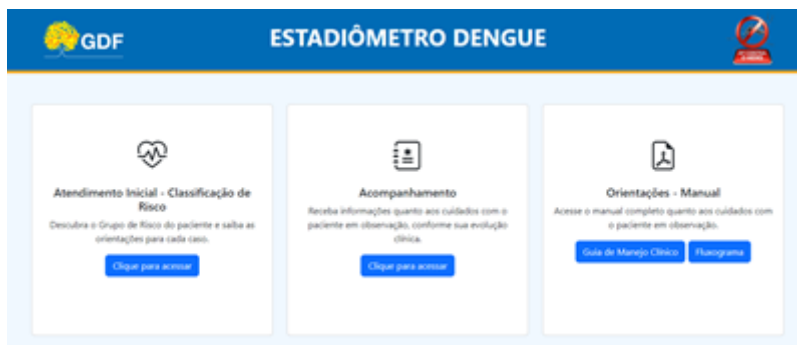 GDF
ESTADIÔMETRO DENGUE
Atendimento Inicial - Classificação de
Risco
Descubra o Grupo de Risco do paciente e saiba as
orientações para cada caso.
Clique para acessar
Acompanhamento
Receba informações quanto aos cuidados com o
paciente em observação, conforme sua evolução
clínica.
Clique para acessar
Orientações - Manual
Acesse o manual completo quanto aos cuidados com
o paciente em observação.
Guia de Manejo Clínico
Fluxograma